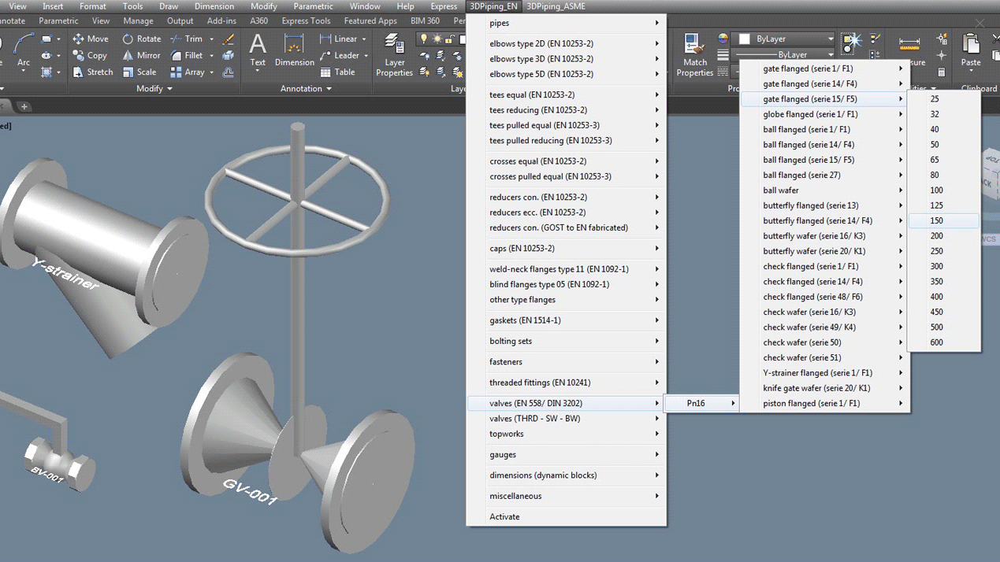 View Insert Format Tools Draw Dimension Modify Parametric Window Help Express 3DPiping_EN 3DPiping_ASME
nnotate Parametric View Manage Output Add-ins A360 Express Tools Featured Apps BIM 360 Per
Move Rotate Trim
Copy Mirror Fillet
Stretch Scale Array
Arc
Modify
Text
Dimension
Linear
Leader
Table
Annotation
Layer
Properties
Laye
Match
Properties
ByLayer
ByLayer
Pro
sure
Paste
Clipboard
ed]
Y-strainer
BV-001
GV-001
pipes
elbows type 2D (EN 10253-2)
elbows type 3D (EN 10253-2)
elbows type 5D (EN 10253-2)
tees equal (EN 10253-2)
tees reducing (EN 10253-2)
tees pulled equal (EN 10253-3)
tees pulled reducing (EN 10253-3)
crosses equal (EN 10253-2)
crosses pulled equal (EN 10253-3)
reducers con. (EN 10253-2)
reducers ecc. (EN 10253-2)
reducers con. (GOST to EN fabricated)
caps (EN 10253-2)
weld-neck flanges type 11 (EN 1092-1)
blind flanges type 05 (EN 1092-1)
other type flanges
gaskets (EN 1514-1)
bolting sets
fasteners
threaded fittings (EN 10241)
valves (EN 558/ DIN 3202)
valves (THRD - SW - BW)
topworks
gauges
dimensions (dynamic blocks)
miscellaneous
Activate
Pn16
gate flanged (serie 1/ F1)
gate flanged (serie 14/ F4)
gate flanged (serie 15/ F5)
globe flanged (serie 1/ F1)
ball flanged (serie 1/ F1)
ball flanged (serie 14/ F4)
ball flanged (serie 15/ F5)
ball flanged (serie 27)
ball wafer
butterfly flanged (serie 13)
butterfly flanged (serie 14/ F4)
butterfly wafer (serie 16/ K3)
butterfly wafer (serie 20/ K1)
check flanged (serie 1/ F1)
check flanged (serie 14/ F4)
check flanged (serie 48/ F6)
check wafer (serie 16/ K3)
check wafer (serie 49/ K4)
check wafer (serie 50)
check wafer (serie 51)
Y-strainer flanged (serie 1/ F1)
knife gate wafer (serie 20/ K1)
piston flanged (serie 1/ F1)
25
32
40
50
65
80
100
125
150
200
250
300
350
400
450
500
600
TOP
ACK
WCS